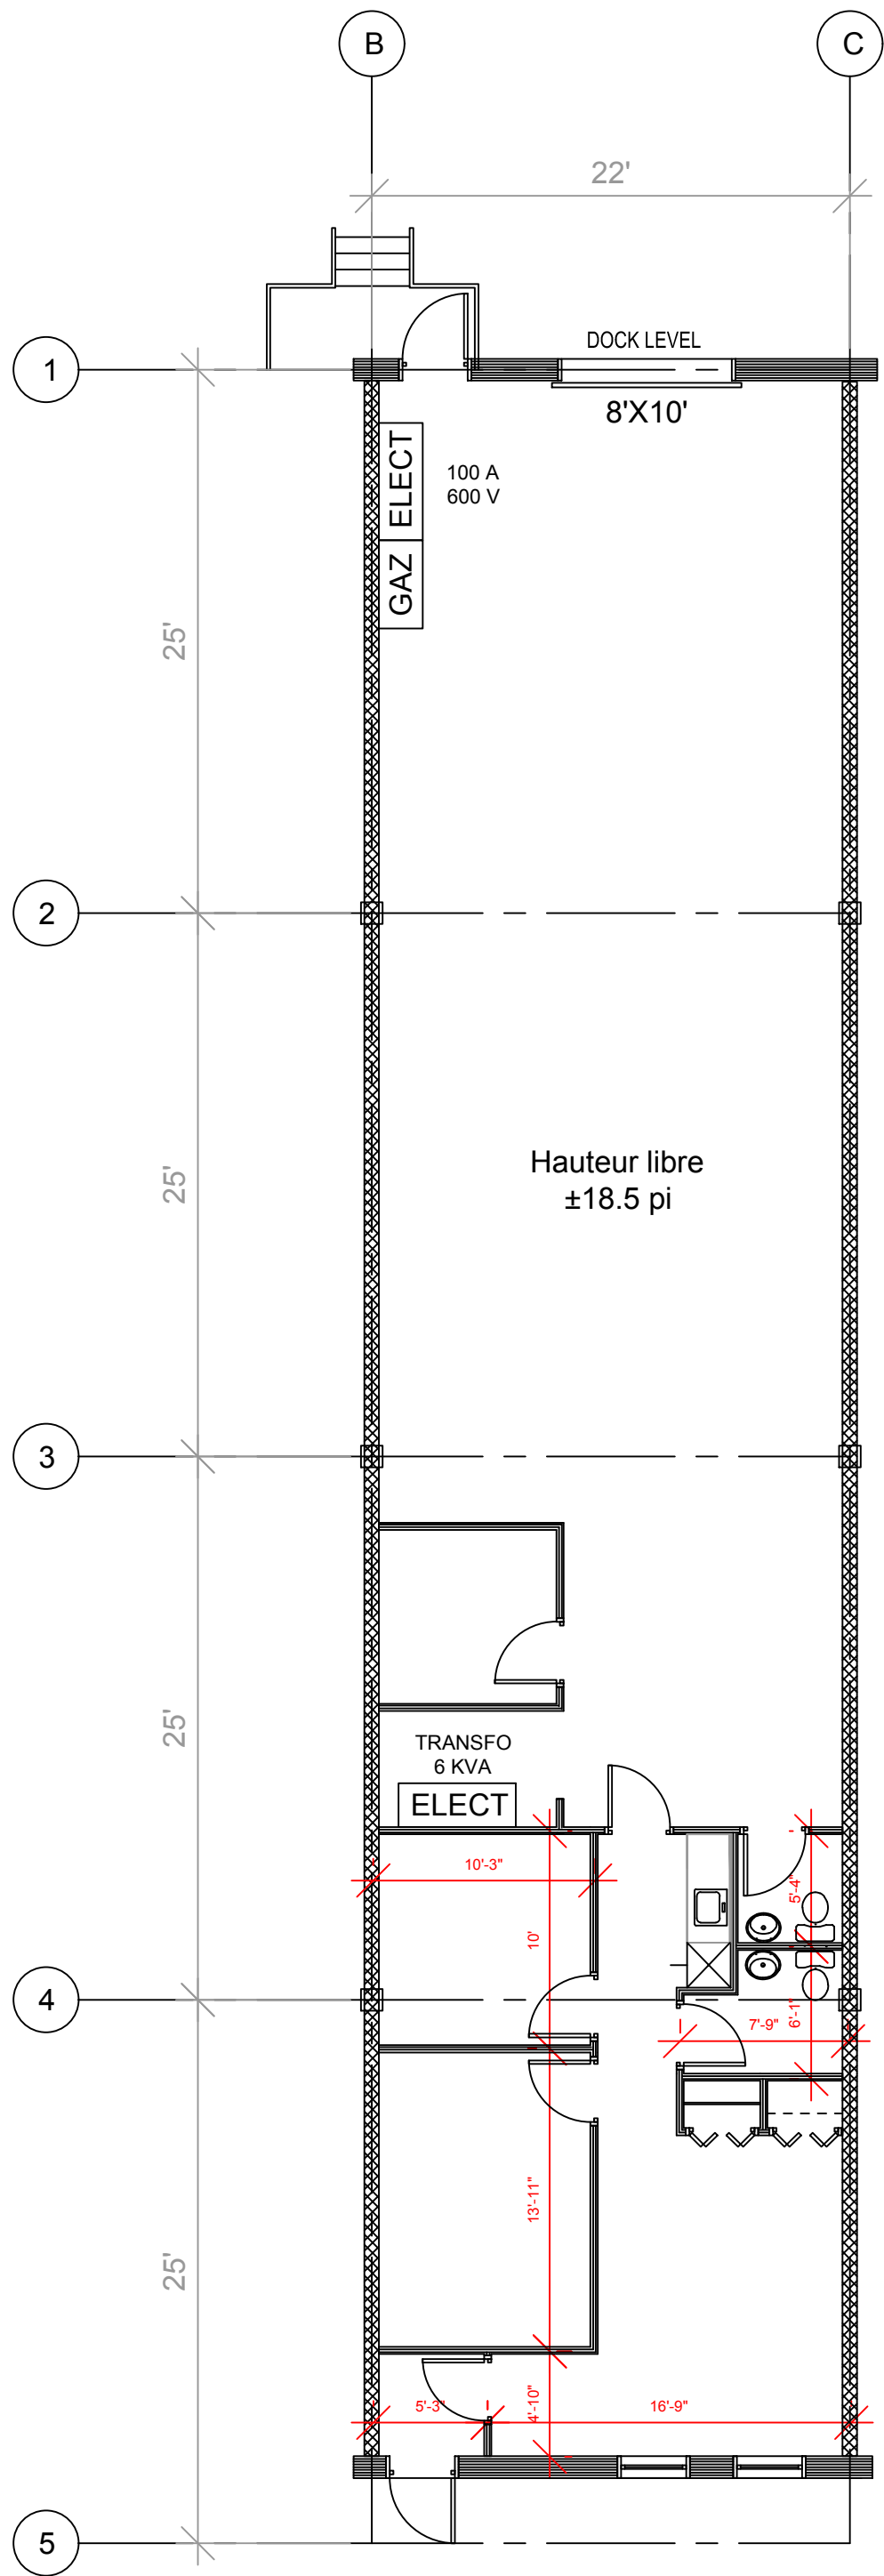 B
C
22'
DOCK LEVEL
1
8'X10'
ELECT
100 A
600 V
GAZ
25'
2
Hauteur libre
±18.5 pi
25'
3
25'
TRANSFO
6 KVA
ELECT
10'-3"
5'-4"
10'
4
6'-1"
7'-9"
13'-11"
25'
5'-3"
4'-10"
16'-9"
5